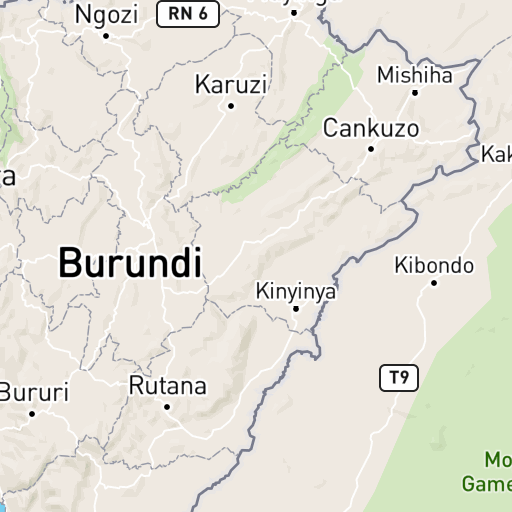 Ngozi
RN 6
Karuzi
Mishiha
Cankuzo
Kak
Burundi
Kibondo
Kinyinya
T9
Bururi
Rutana
Mo
Game